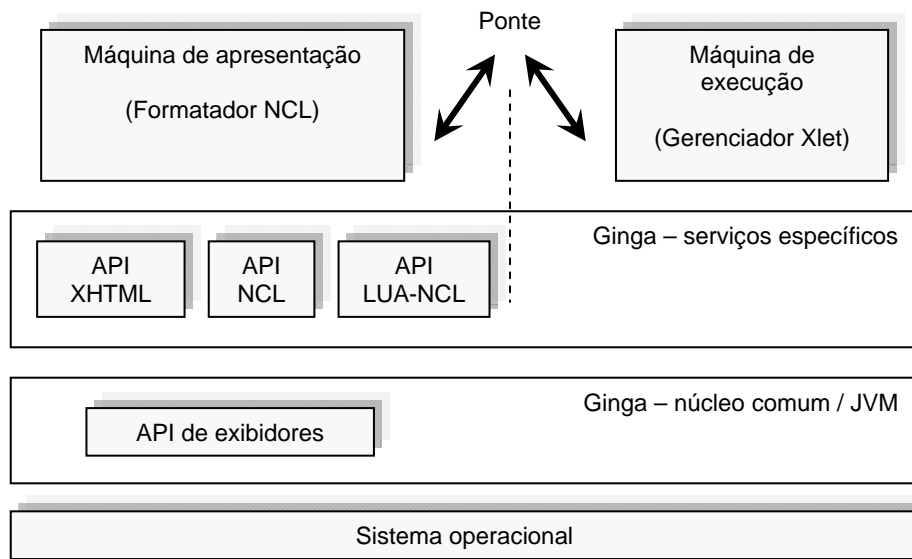 Ponte
Máquina de apresentação
(Formatador NCL)
Máquina de
execução
(Gerenciador Xlet)
Ginga – serviços específicos
API
XHTML
API
NCL
API
LUA-NCL
Ginga – núcleo comum / JVM
API de exibidores
Sistema operacional